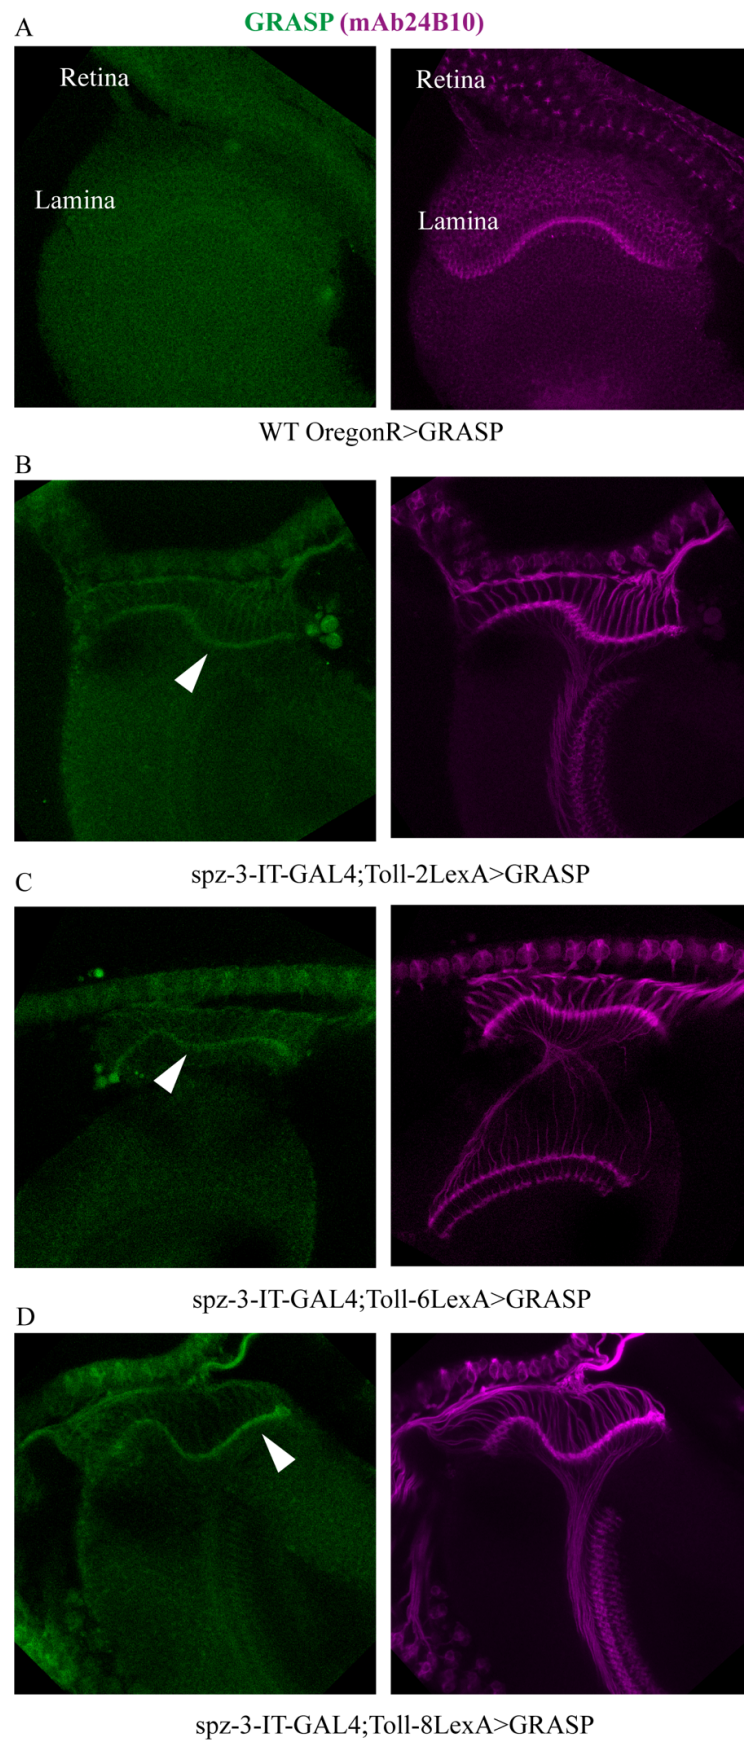 GRASP (mAb24B10)
A
Retina
Retina
Lamina
Lamina
WT OregonR>GRASP
B
spz-3-IT-GAL4;Toll-2LexA>GRASP
C
spz-3-IT-GAL4;Toll-6LexA>GRASP
D
spz-3-IT-GAL4;Toll-8LexA>GRASP